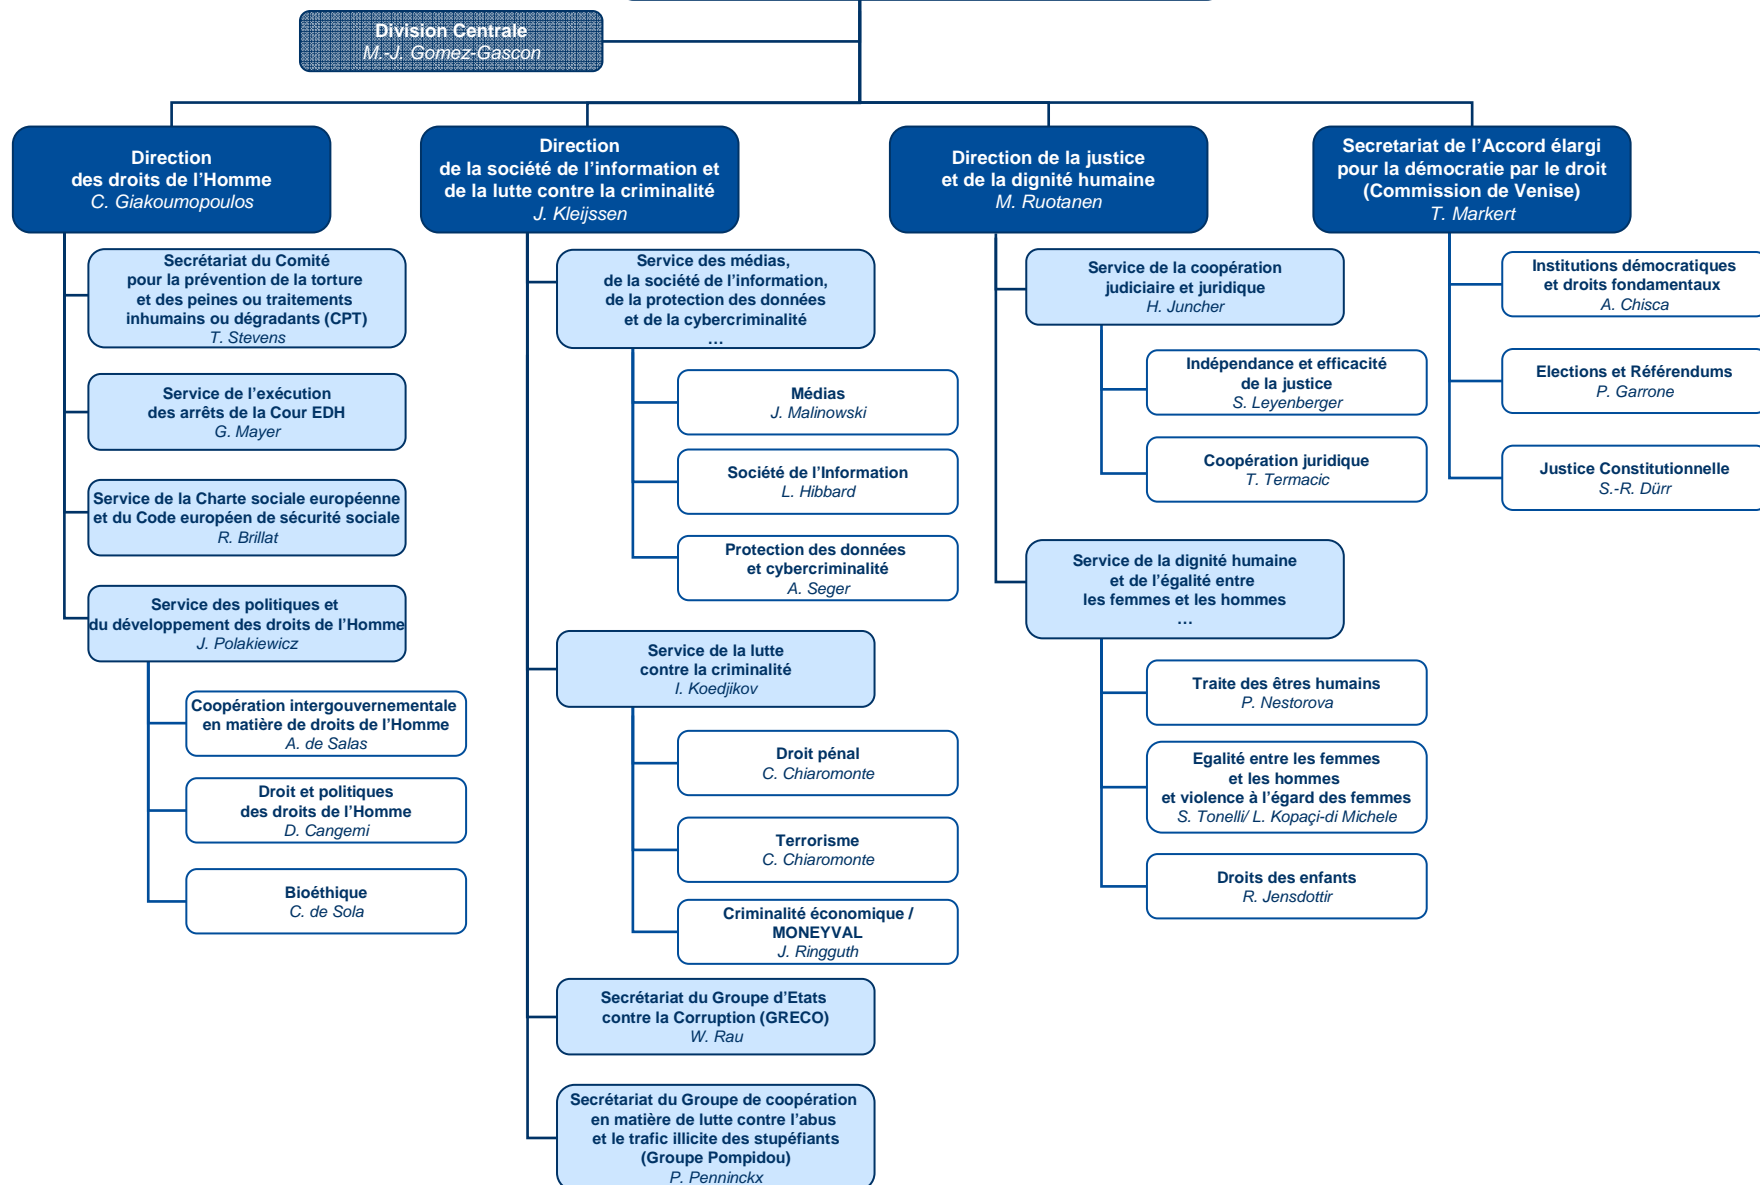 Division Centrale
M.-J. Gomez-Gascon
Direction
des droits de l’Homme
C. Giakoumopoulos
Direction
de la société de l’information et
de la lutte contre la criminalité
J. Kleijssen
Direction de la justice
et de la dignité humaine
M. Ruotanen
Secretariat de l’Accord élargi
pour la démocratie par le droit
(Commission de Venise)
T. Markert
Secrétariat du Comité
pour la prévention de la torture
et des peines ou traitements
inhumains ou dégradants (CPT)
T. Stevens
Service de l’exécution
des arrêts de la Cour EDH
G. Mayer
Service de la Charte sociale européenne
et du Code européen de sécurité sociale
R. Brillat
Service des politiques et
du développement des droits de l’Homme
J. Polakiewicz
Coopération intergouvernementale
en matière de droits de l’Homme
A. de Salas
Droit et politiques
des droits de l’Homme
D. Cangemi
Bioéthique
C. de Sola
Service des médias,
de la société de l’information,
de la protection des données
et de la cybercriminalité
…
Médias
J. Malinowski
Société de l’Information
L. Hibbard
Protection des données
et cybercriminalité
A. Seger
Service de la lutte
contre la criminalité
I. Koedjikov
Droit pénal
C. Chiaromonte
Terrorisme
C. Chiaromonte
Criminalité économique /
MONEYVAL
J. Ringguth
Secrétariat du Groupe d’Etats
contre la Corruption (GRECO)
W. Rau
Secrétariat du Groupe de coopération
en matière de lutte contre l’abus
et le trafic illicite des stupéfiants
(Groupe Pompidou)
P. Penninckx
Service de la coopération
judiciaire et juridique
H. Juncher
Indépendance et efficacité
de la justice
S. Leyenberger
Coopération juridique
T. Termacic
Service de la dignité humaine
et de l’égalité entre
les femmes et les hommes
…
Traite des êtres humains
P. Nestorova
Egalité entre les femmes
et les hommes
et violence à l’égard des femmes
S. Tonelli/ L. Kopaçi-di Michele
Droits des enfants
R. Jensdottir
Institutions démocratiques
et droits fondamentaux
A. Chisca
Elections et Référendums
P. Garrone
Justice Constitutionnelle
S.-R. Dürr